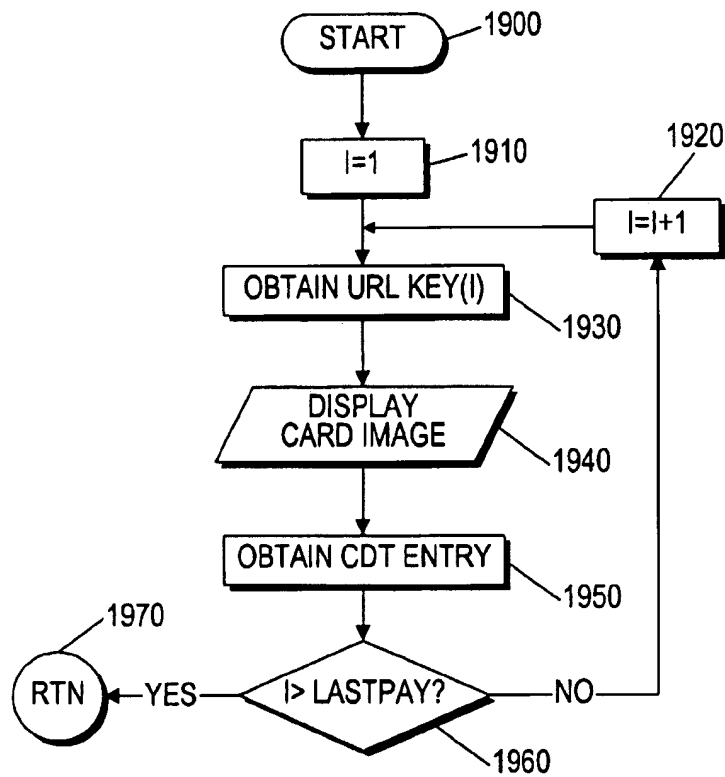 START
1900
I=1
1910
1920
I=I+1
OBTAIN URL KEY(I)
1930
DISPLAY
CARD IMAGE
1940
OBTAIN CDT ENTRY
1950
1970
RTN
YES
I> LASTPAY?
NO
1960